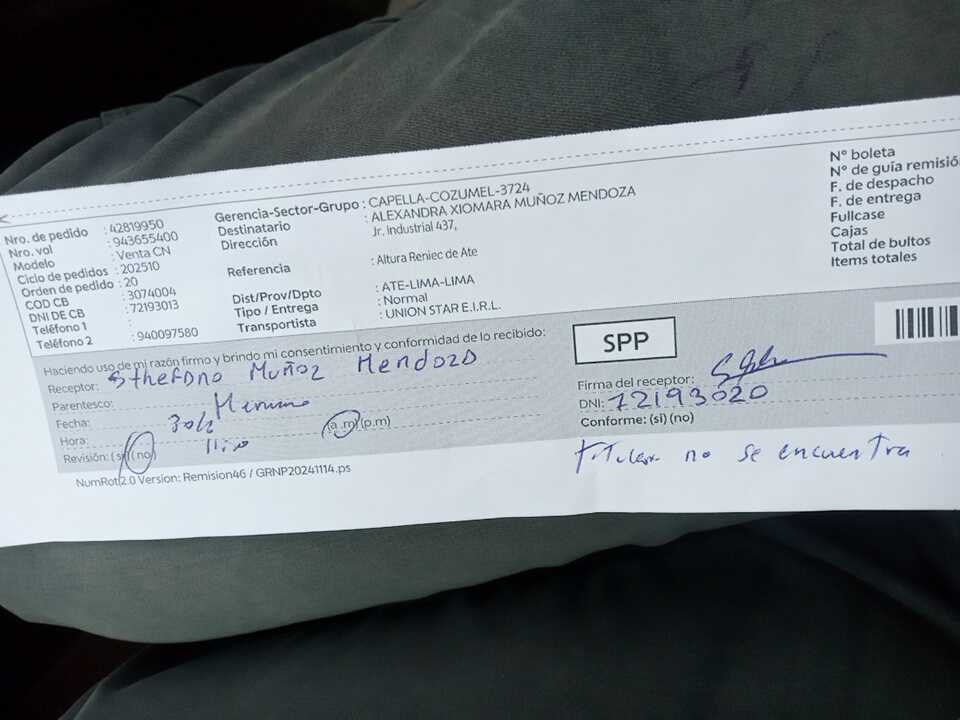 Nro. de pedido : 42819950
Nro. vol : 943655400
Modelo : Venta CN
Ciclo de pedidos : 202510
Orden de pedido : 20
COD CB : 3074004
DNI DE CB : 72193013
Teléfono 1 :
Teléfono 2 : 940097580
Gerencia-Sector-Grupo : CAPELLA-COZUMEL-3724
Destinatario : ALEXANDRA XIOMARA MUÑOZ MENDOZA
Dirección Jr. Industrial 437,
Referencia : Altura Reniec de Ate
Dist/Prov/Dpto : ATE-LIMA-LIMA
Tipo / Entrega : Normal
Transportista : UNION STAR E.I.R.L.
N° boleta
N° de guía remisió
F. de despacho
F. de entrega
Fullcase
Cajas
Total de bultos
Items totales
Haciendo uso de mi razón firmo y brindo mi consentimiento y conformidad de lo recibido:
Receptor: Sthefano Muñoz Mendoza
Parentesco:
Fecha:
Hora: (a.m) (p.m)
Revisión: (si) (no)
NumRot 2.0 Version: Remision46 / GRNP20241114.ps
SPP
Firma del receptor:
DNI: 72193020
Conforme: (si) (no)
titular no se encuentra